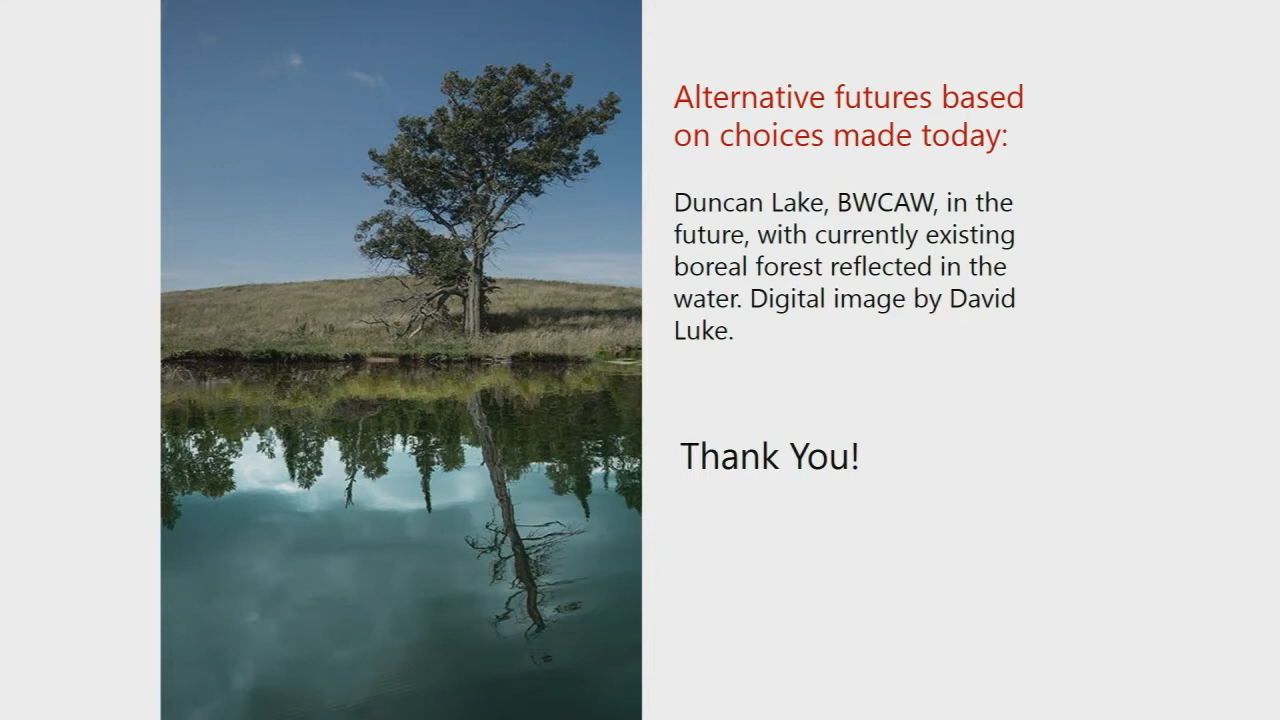 Alternative futures based
on choices made today:
Duncan Lake, BWCAW, in the
future, with currently existing
boreal forest reflected in the
water. Digital image by David
Luke.
Thank You!